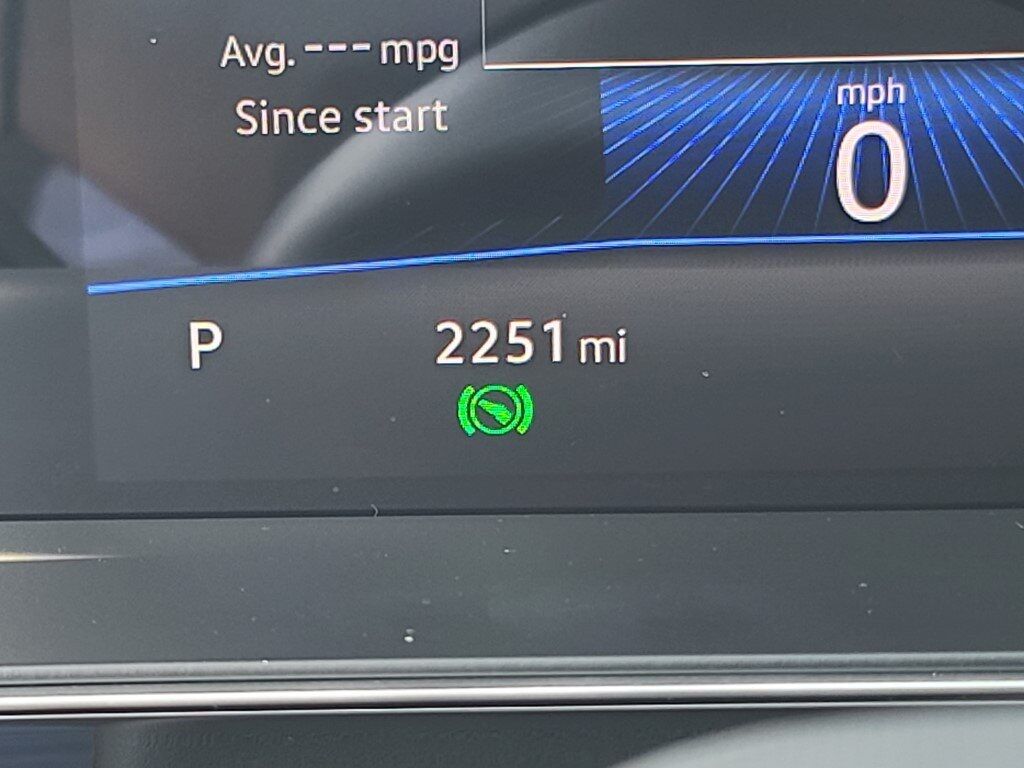 Avg. --- mpg
Since start
mph
0
P
2251 mi